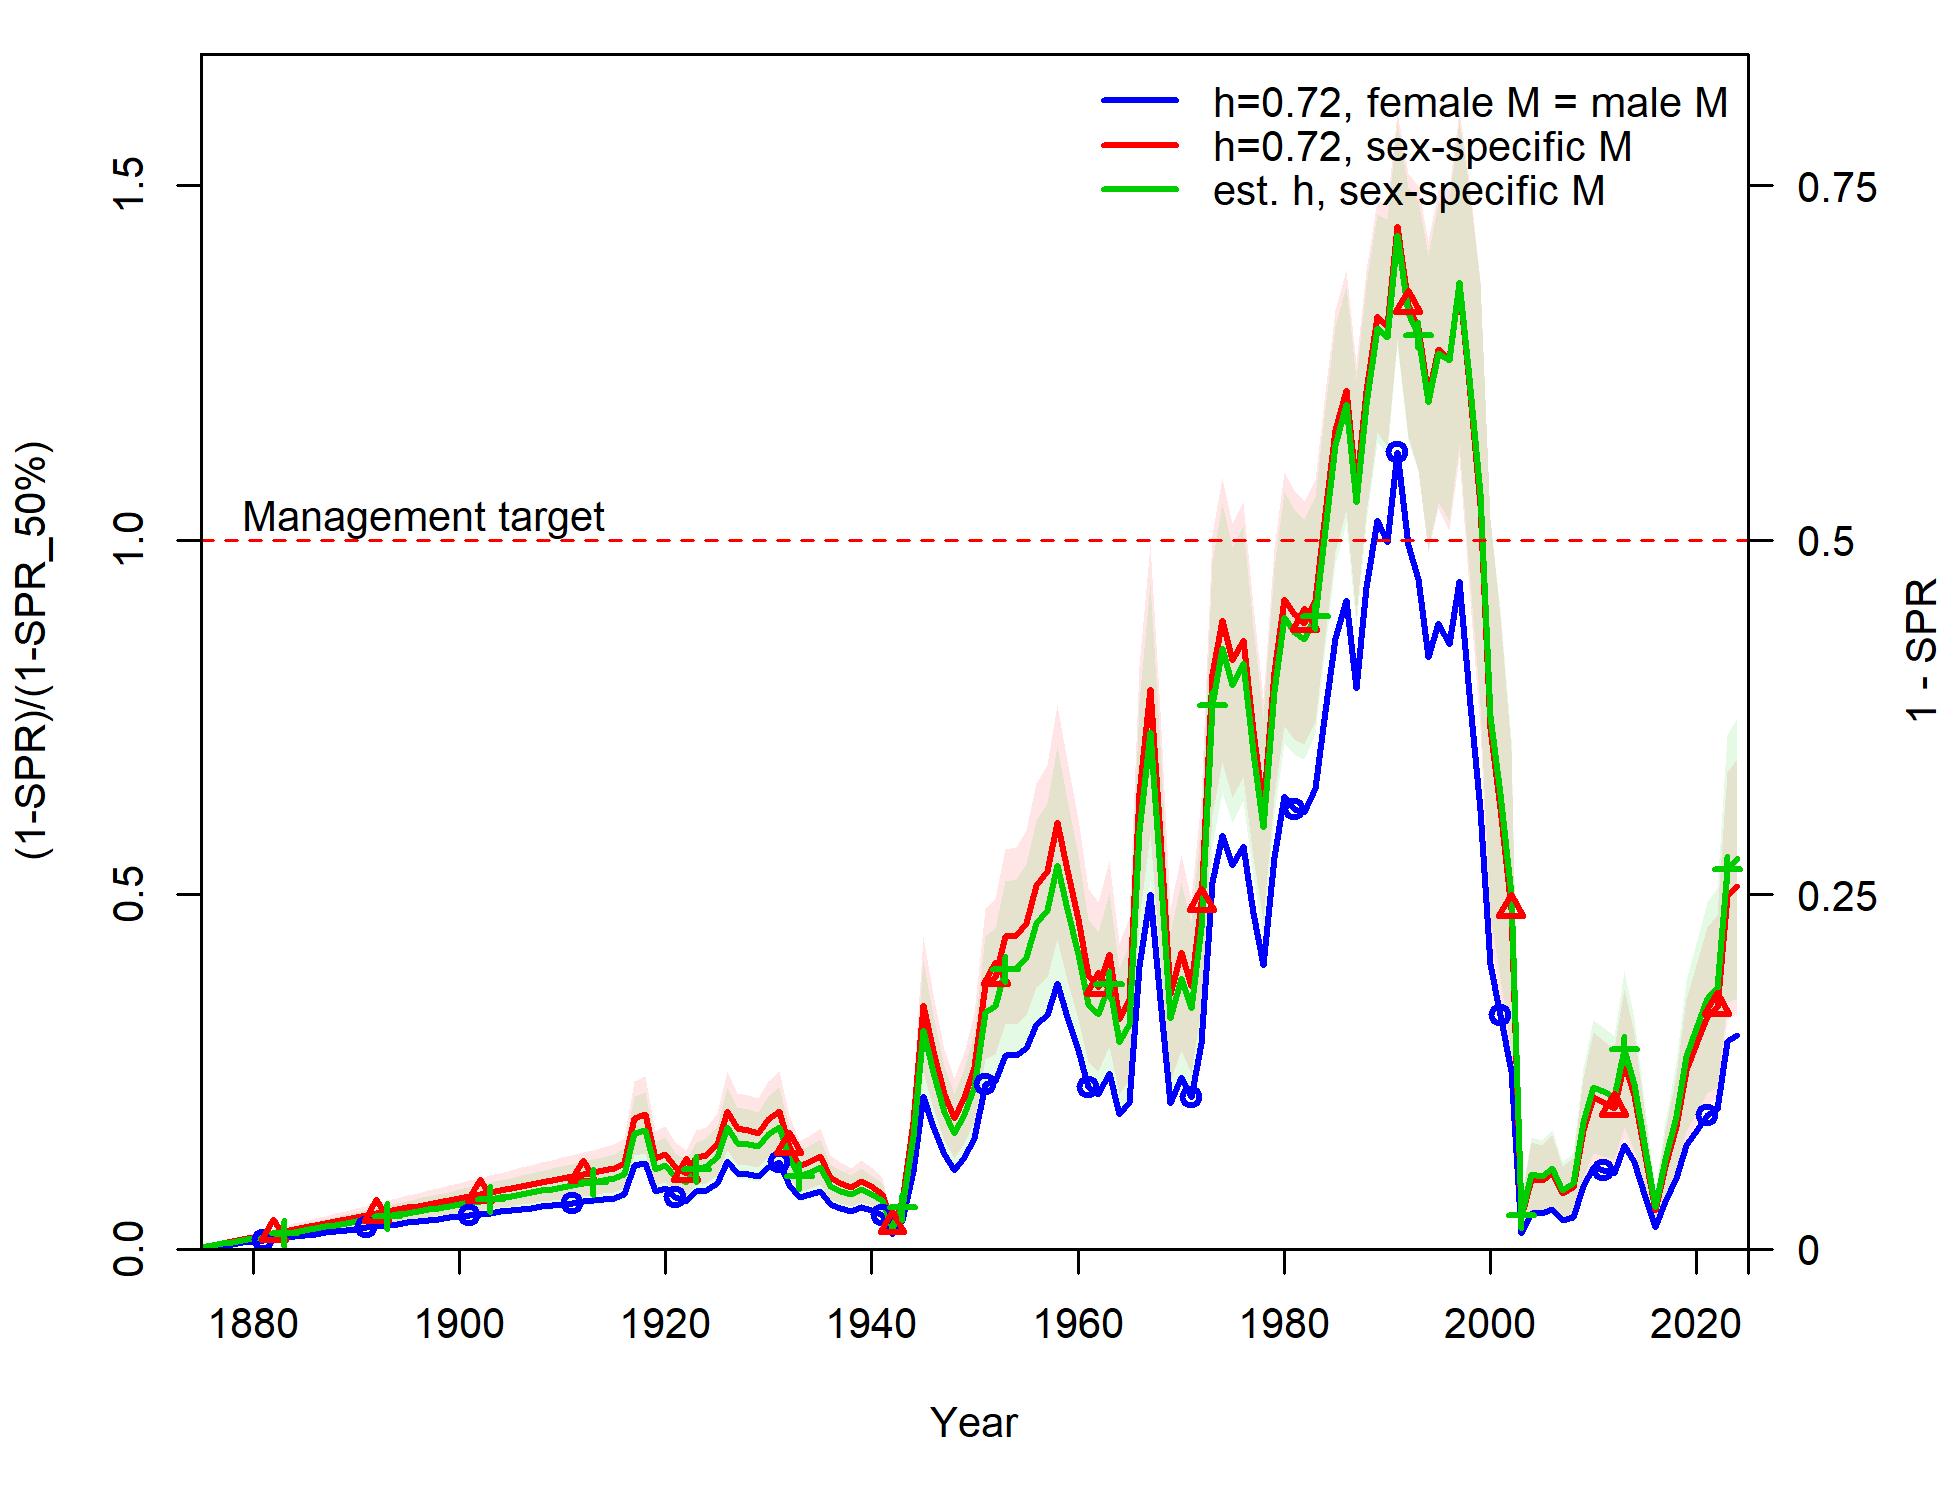 h=0.72, female M = male M
h=0.72, sex-specific M
est. h, sex-specific M
Management target
(1-SPR)/(1-SPR_50%)
0.0
0.5
1.0
1.5
1 - SPR
0.75
0.5
0.25
0
1880 1900 1920 1940 1960 1980 2000 2020
Year